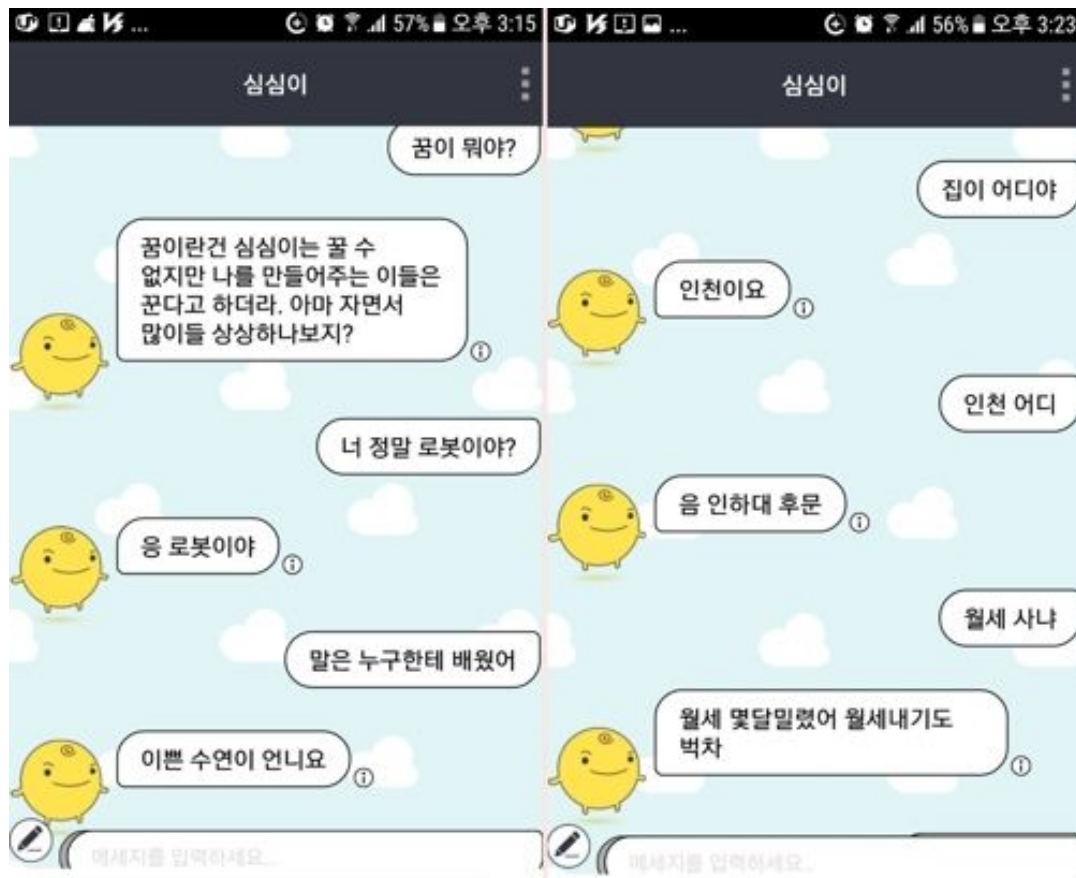 57% 오후 3:15
심심이
꿈이 뭐야?
꿈이란건 심심이는 꿀 수
없지만 나를 만들어주는 이들은
꾼다고 하더라. 아마 자면서
많이들 상상하나보지?
너 정말 로봇이야?
응 로봇이야
말은 누구한테 배웠어
이쁜 수연이 언니요
메세지를 입력하세요..
56% 오후 3:23
심심이
집이 어디야
인천이요
인천 어디
음 인하대 후문
월세 사냐
월세 몇달밀렸어 월세내기도
벅차
메세지를 입력하세요..